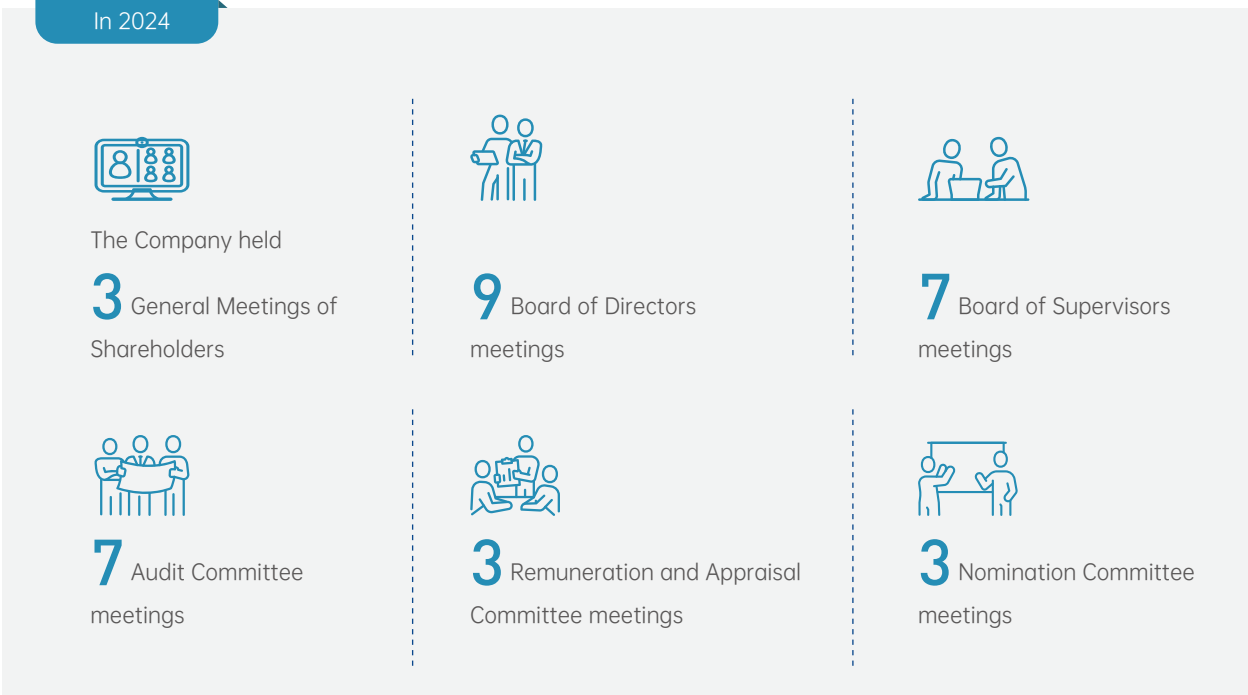 In 2024
The Company held
3 General Meetings of
Shareholders
9 Board of Directors
meetings
7 Board of Supervisors
meetings
7 Audit Committee
meetings
3 Remuneration and Appraisal
Committee meetings
3 Nomination Committee
meetings